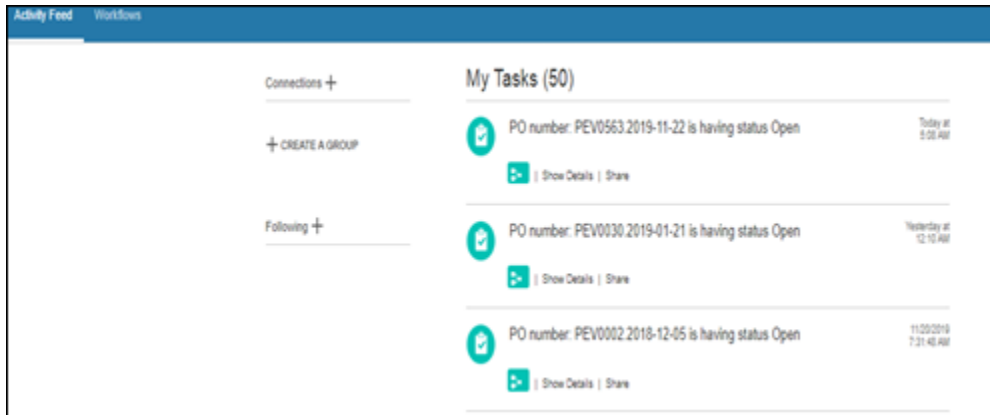 Activity Feed Workflows
Connections +
+ CREATE A GROUP
Following +
My Tasks (50)
PO number: PEV0563.2019-11-22 is having status Open
Today at
5:08 AM
| Show Details | Share
PO number: PEV0030.2019-01-21 is having status Open
Yesterday at
12:10 AM
| Show Details | Share
PO number: PEV0002.2018-12-05 is having status Open
11/20/2019
7:31:48 AM
| Show Details | Share